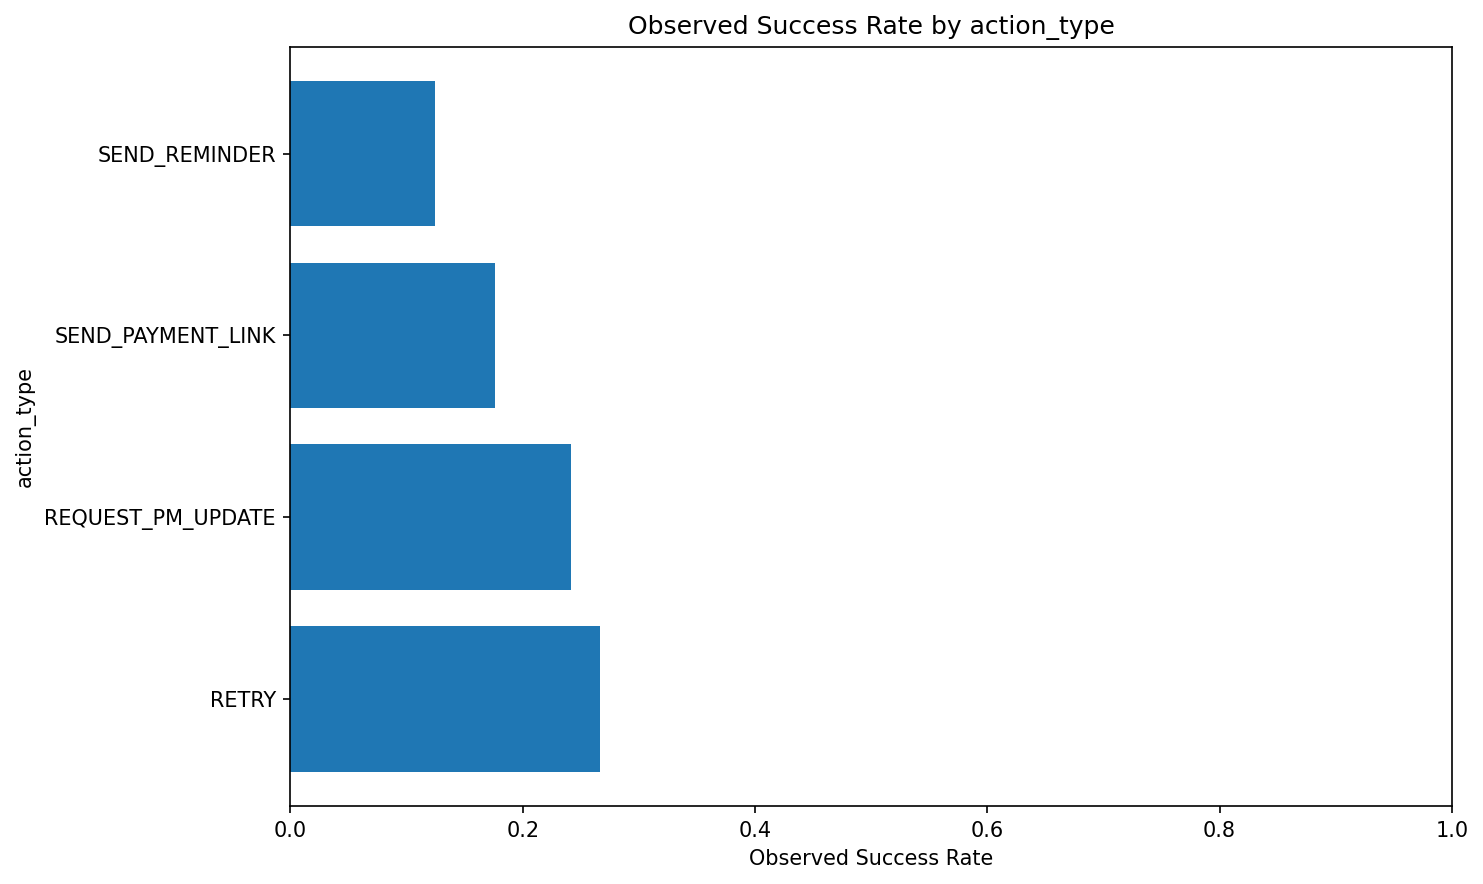 Observed Success Rate by action_type
SEND_REMINDER
SEND_PAYMENT_LINK
REQUEST_PM_UPDATE
RETRY
action_type
0.0 0.2 0.4 0.6 0.8 1.0
Observed Success Rate